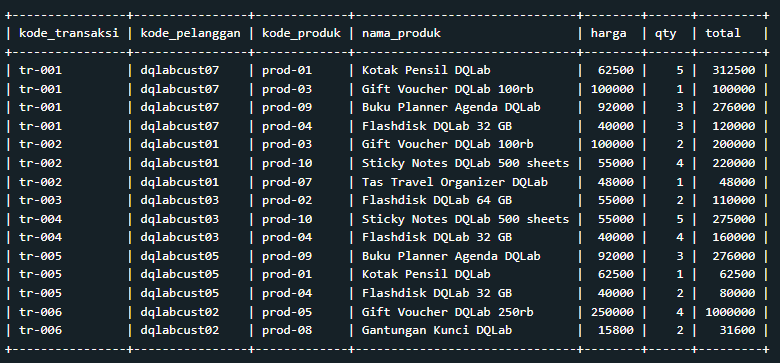 +----------------+----------------+-------------+------------------------------+--------+------+---------+
| kode_transaksi | kode_pelanggan | kode_produk | nama_produk                  | harga  | qty  | total   |
+----------------+----------------+-------------+------------------------------+--------+------+---------+
| tr-001         | dqlabcust07    | prod-01     | Kotak Pensil DQLab           |  62500 |    5 |  312500 |
| tr-001         | dqlabcust07    | prod-03     | Gift Voucher DQLab 100rb     | 100000 |    1 |  100000 |
| tr-001         | dqlabcust07    | prod-09     | Buku Planner Agenda DQLab    |  92000 |    3 |  276000 |
| tr-001         | dqlabcust07    | prod-04     | Flashdisk DQLab 32 GB        |  40000 |    3 |  120000 |
| tr-002         | dqlabcust01    | prod-03     | Gift Voucher DQLab 100rb     | 100000 |    2 |  200000 |
| tr-002         | dqlabcust01    | prod-10     | Sticky Notes DQLab 500 sheets |  55000 |    4 |  220000 |
| tr-002         | dqlabcust01    | prod-07     | Tas Travel Organizer DQLab   |  48000 |    1 |   48000 |
| tr-003         | dqlabcust03    | prod-02     | Flashdisk DQLab 64 GB        |  55000 |    2 |  110000 |
| tr-004         | dqlabcust03    | prod-10     | Sticky Notes DQLab 500 sheets |  55000 |    5 |  275000 |
| tr-004         | dqlabcust03    | prod-04     | Flashdisk DQLab 32 GB        |  40000 |    4 |  160000 |
| tr-005         | dqlabcust05    | prod-09     | Buku Planner Agenda DQLab    |  92000 |    3 |  276000 |
| tr-005         | dqlabcust05    | prod-01     | Kotak Pensil DQLab           |  62500 |    1 |   62500 |
| tr-005         | dqlabcust05    | prod-04     | Flashdisk DQLab 32 GB        |  40000 |    2 |   80000 |
| tr-006         | dqlabcust02    | prod-05     | Gift Voucher DQLab 250rb     | 250000 |    4 | 1000000 |
| tr-006         | dqlabcust02    | prod-08     | Gantungan Kunci DQLab        |  15800 |    2 |   31600 |
+----------------+----------------+-------------+------------------------------+--------+------+---------+